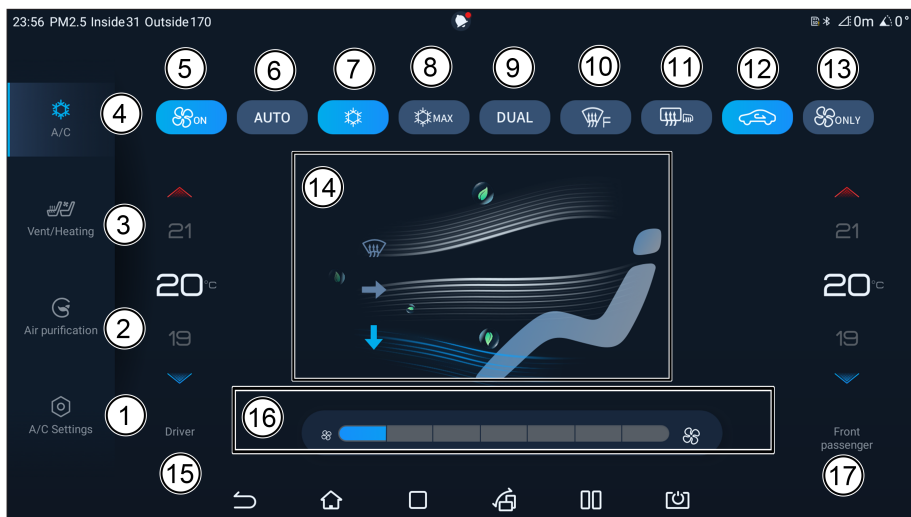 23:56 PM2.5 Inside31 Outside170
0m 0°
5 6 7 8 9 10 11 12 13
ON AUTO MAX DUAL F ONLY
4
A/C
14
3
Vent/Heating
21 21
20°C 20°C
2
Air purification
19 19
1
A/C Settings
16
Driver
Front
passenger
15 17